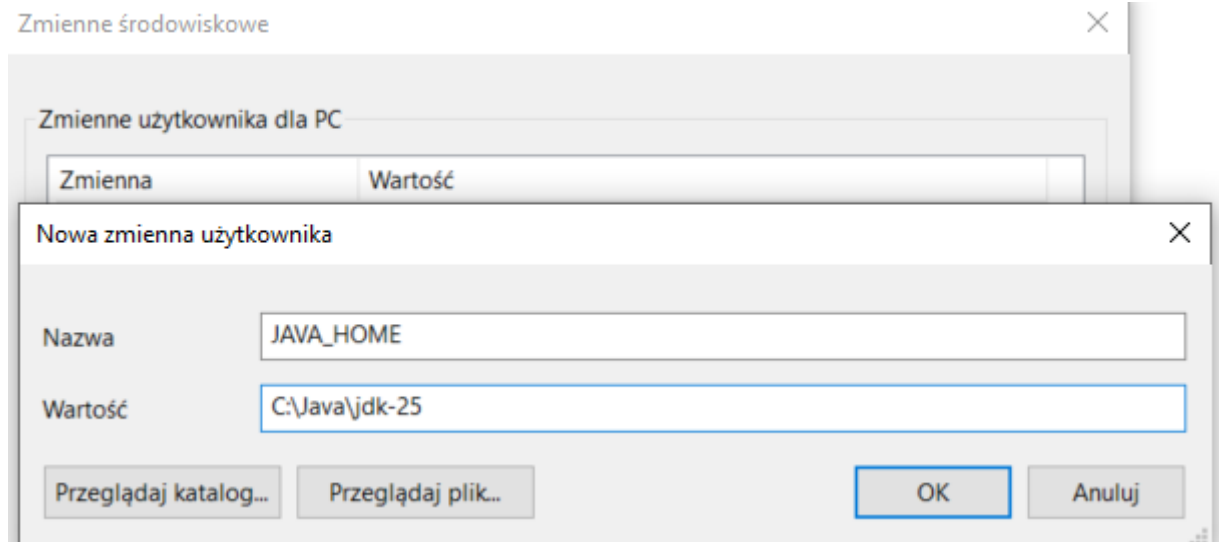 Zmienne środowiskowe
Zmienne użytkownika dla PC
Zmienna Wartość
Nowa zmienna użytkownika
Nazwa JAVA_HOME
Wartość C:\Java\jdk-25
Przeglądaj katalog... Przeglądaj plik... OK Anuluj